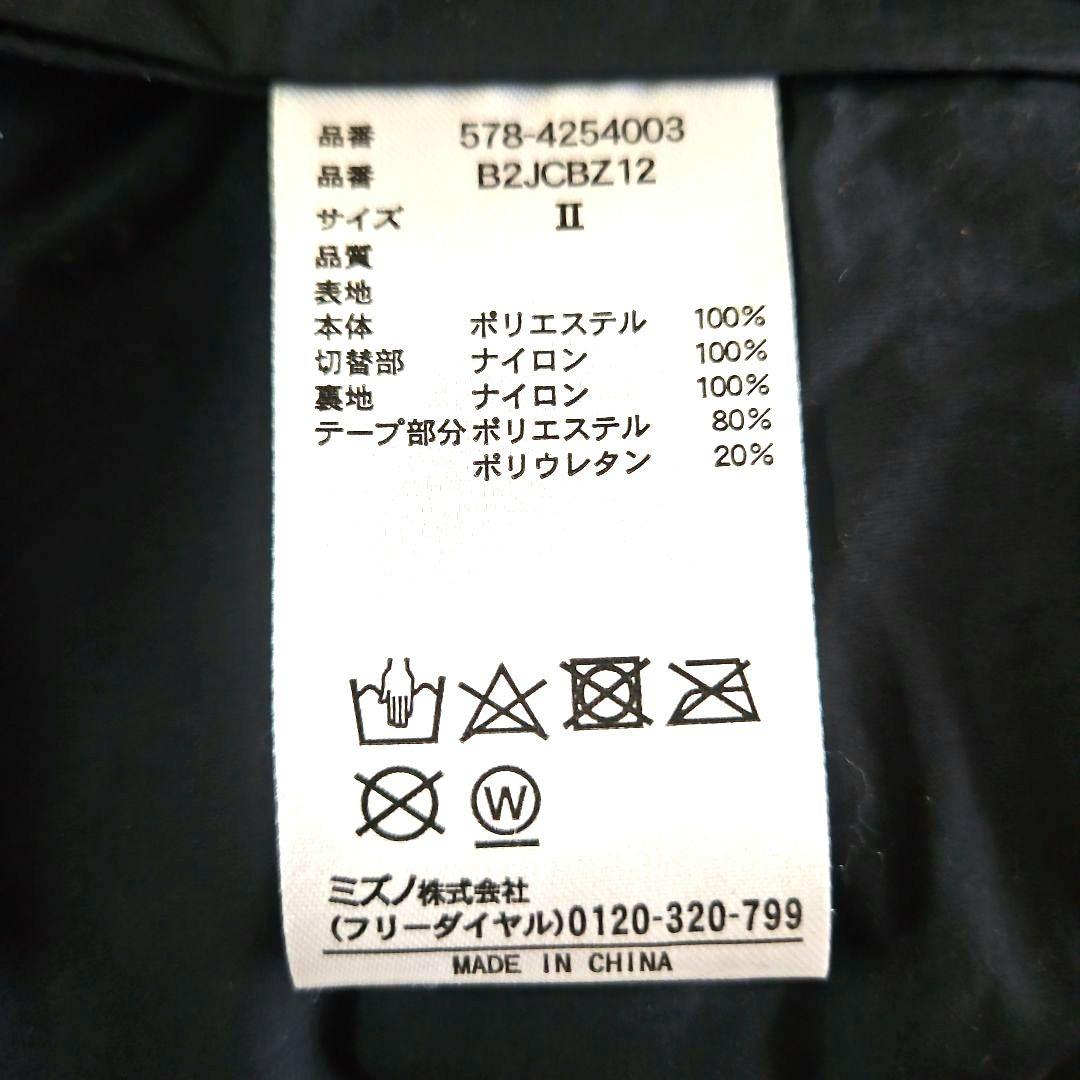 品番 578-4254003
品番 B2JCBZ12
サイズ II
品質
表地
本体 ポリエステル 100%
切替部 ナイロン 100%
裏地 ナイロン 100%
テープ部分 ポリエステル 80%
ポリウレタン 20%
W
ミズノ株式会社
(フリーダイヤル)0120-320-799
MADE IN CHINA